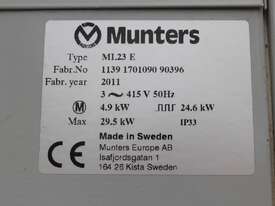 Munters
Type ML23 E
Fabr.No 1139 1701090 90396
Fabr. year 2011
3 ~ 415 V 50Hz
M 4.9 kW 24.6 kW
Max 29.5 kW IP33
Made in Sweden
Munters Europe AB
Isafjordsgatan 1
164 26 Kista Sweden
CE